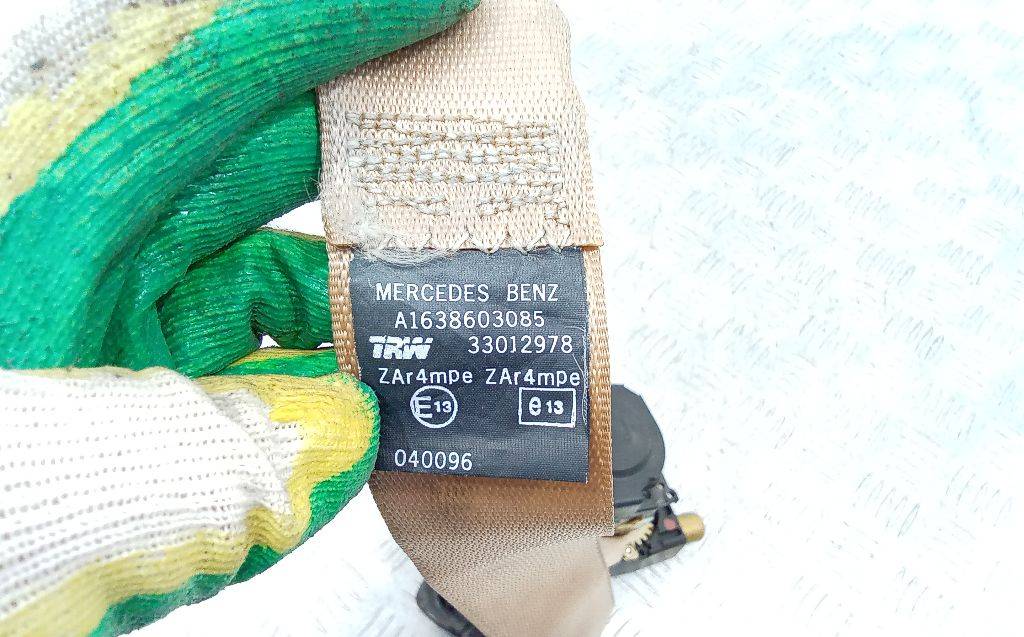 MERCEDES BENZ
A1638603085
TRW 33012978
ZAr4mpe ZAr4mpe
E13 e13
040096